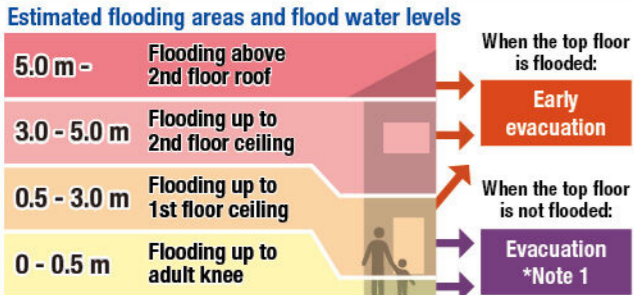 Estimated flooding areas and flood water levels
5.0 m -
Flooding above
2nd floor roof
3.0 - 5.0 m
Flooding up to
2nd floor ceiling
0.5 - 3.0 m
Flooding up to
1st floor ceiling
0 - 0.5 m
Flooding up to
adult knee
When the top floor
is flooded:
Early
evacuation
When the top floor
is not flooded:
Evacuation
*Note 1